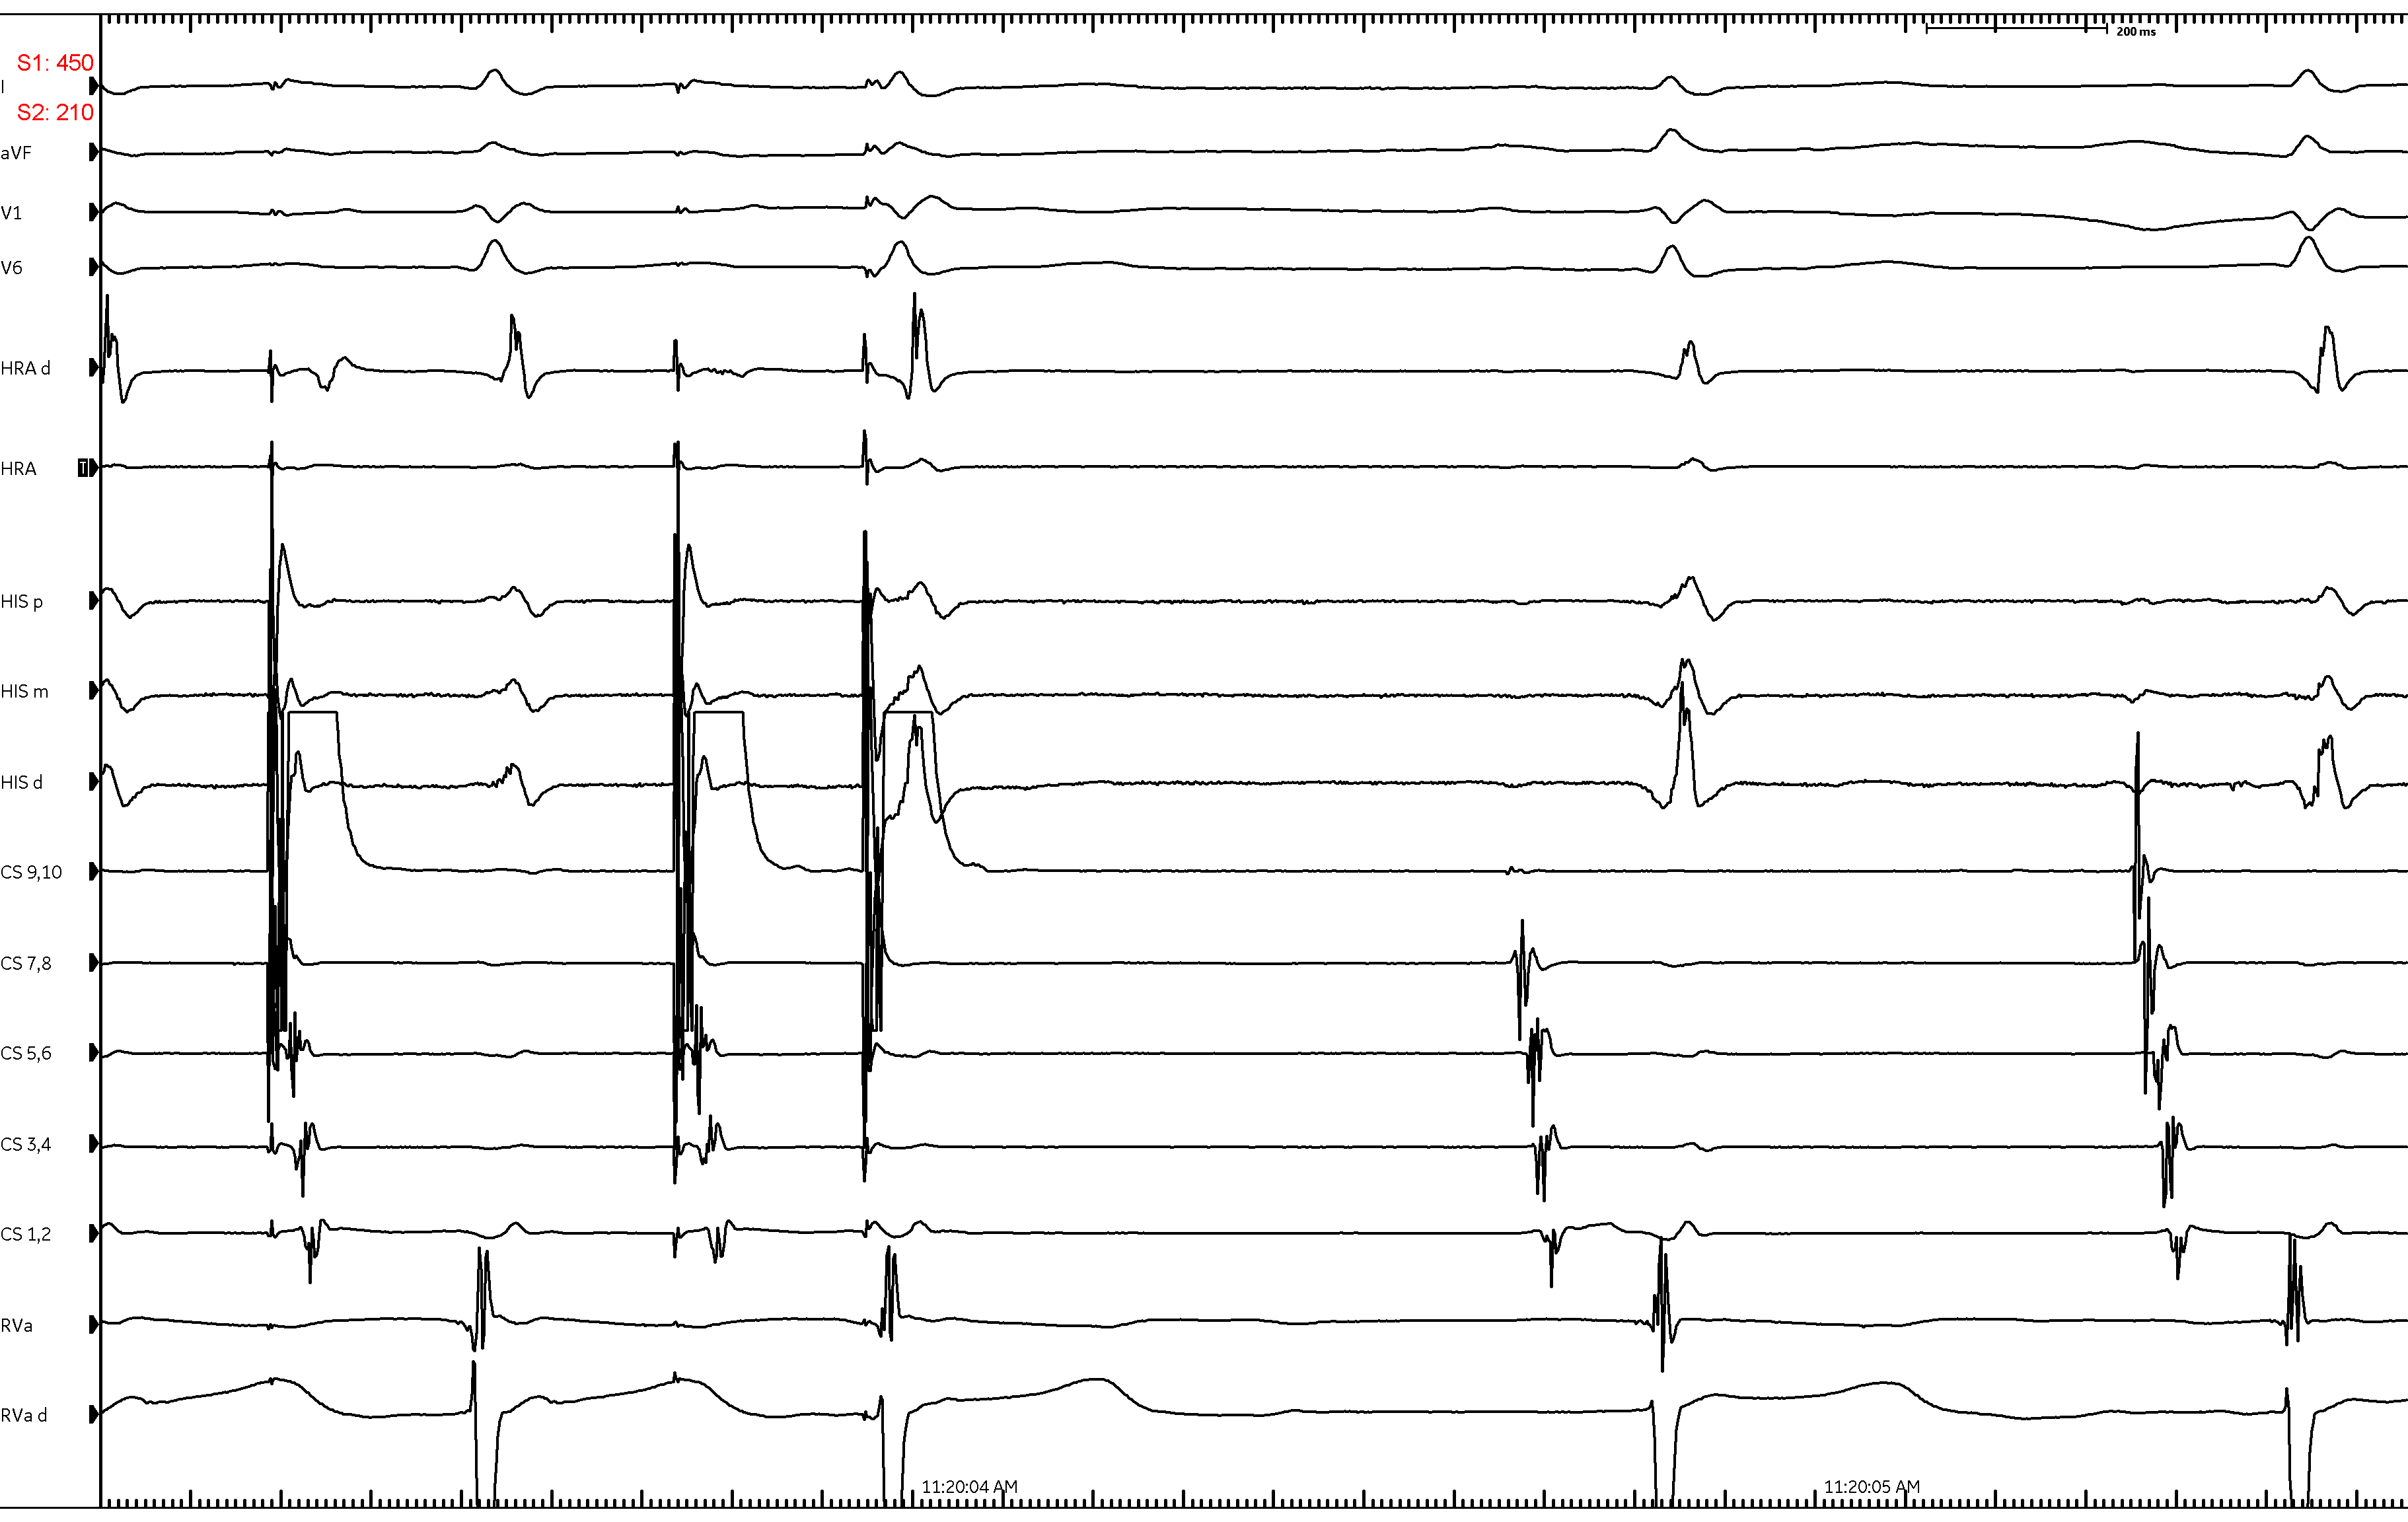 200 ms
S1: 450
I
S2: 210
aVF
V1
V6
HRA d
HRA T
HIS p
HIS m
HIS d
CS 9,10
CS 7,8
CS 5,6
CS 3,4
CS 1,2
RVa
RVa d
11:20:04 AM 11:20:05 AM